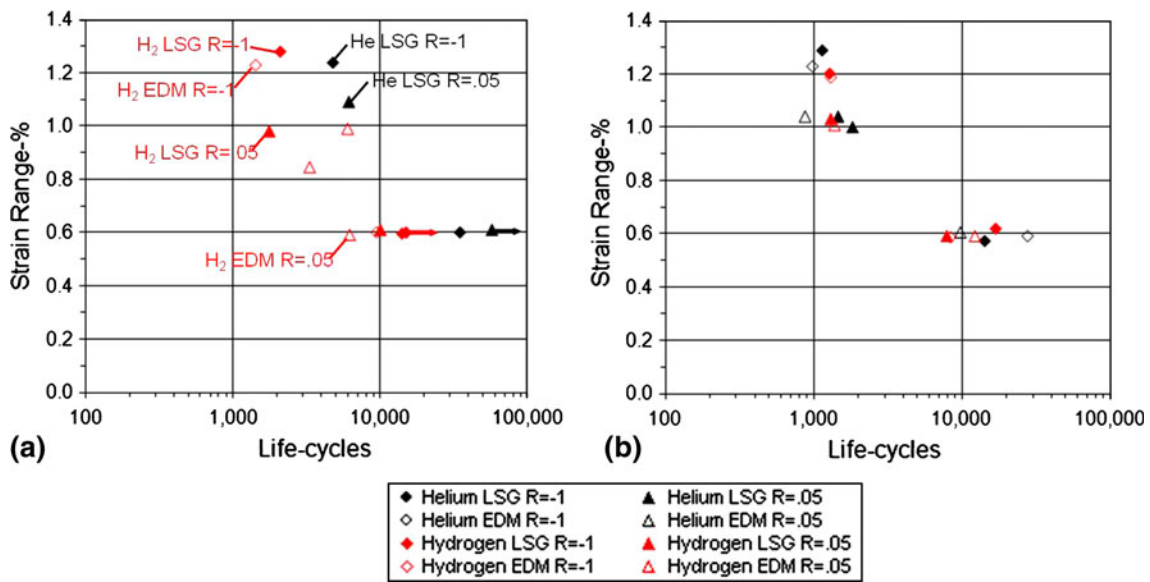 1.4
1.2
1.0
0.8
0.6
0.4
0.2
0.0
Strain Range-%
H2 LSG R=-1
He LSG R=-1
H2 EDM R=-1
He LSG R=.05
H2 LSG R=.05
H2 EDM R=.05
100
1,000
10,000
100,000
(a)
Life-cycles
1.4
1.2
1.0
0.8
0.6
0.4
0.2
0.0
Strain Range-%
100
1,000
10,000
100,000
(b)
Life-cycles
Helium LSG R=-1
Helium EDM R=-1
Hydrogen LSG R=-1
Hydrogen EDM R=-1
Helium LSG R=.05
Helium EDM R=.05
Hydrogen LSG R=.05
Hydrogen EDM R=.05